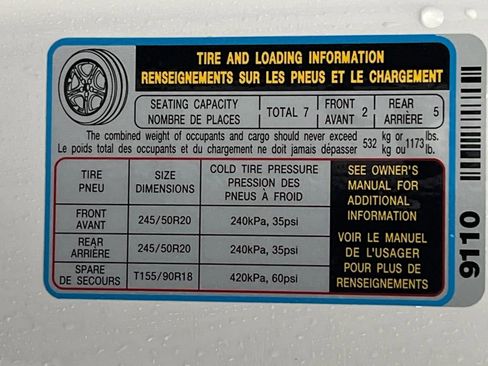 TIRE AND LOADING INFORMATION
RENSEIGNEMENTS SUR LES PNEUS ET LE CHARGEMENT
SEATING CAPACITY TOTAL 7 FRONT 2 REAR 5
NOMBRE DE PLACES AVANT ARRIÈRE
The combined weight of occupants and cargo should never exceed 532 kg or 1173 lbs.
Le poids total des occupants et du chargement ne doit jamais dépasser kg ou lb.
TIRE SIZE COLD TIRE PRESSURE
PNEU DIMENSIONS PRESSION DES
PNEUS À FROID
FRONT 245/50R20 240kPa, 35psi
AVANT
REAR 245/50R20 240kPa, 35psi
ARRIÈRE
SPARE T155/90R18 420kPa, 60psi
DE SECOURS
SEE OWNER'S
MANUAL FOR
ADDITIONAL
INFORMATION
VOIR LE MANUEL
DE L'USAGER
POUR PLUS DE
RENSEIGNEMENTS
9110